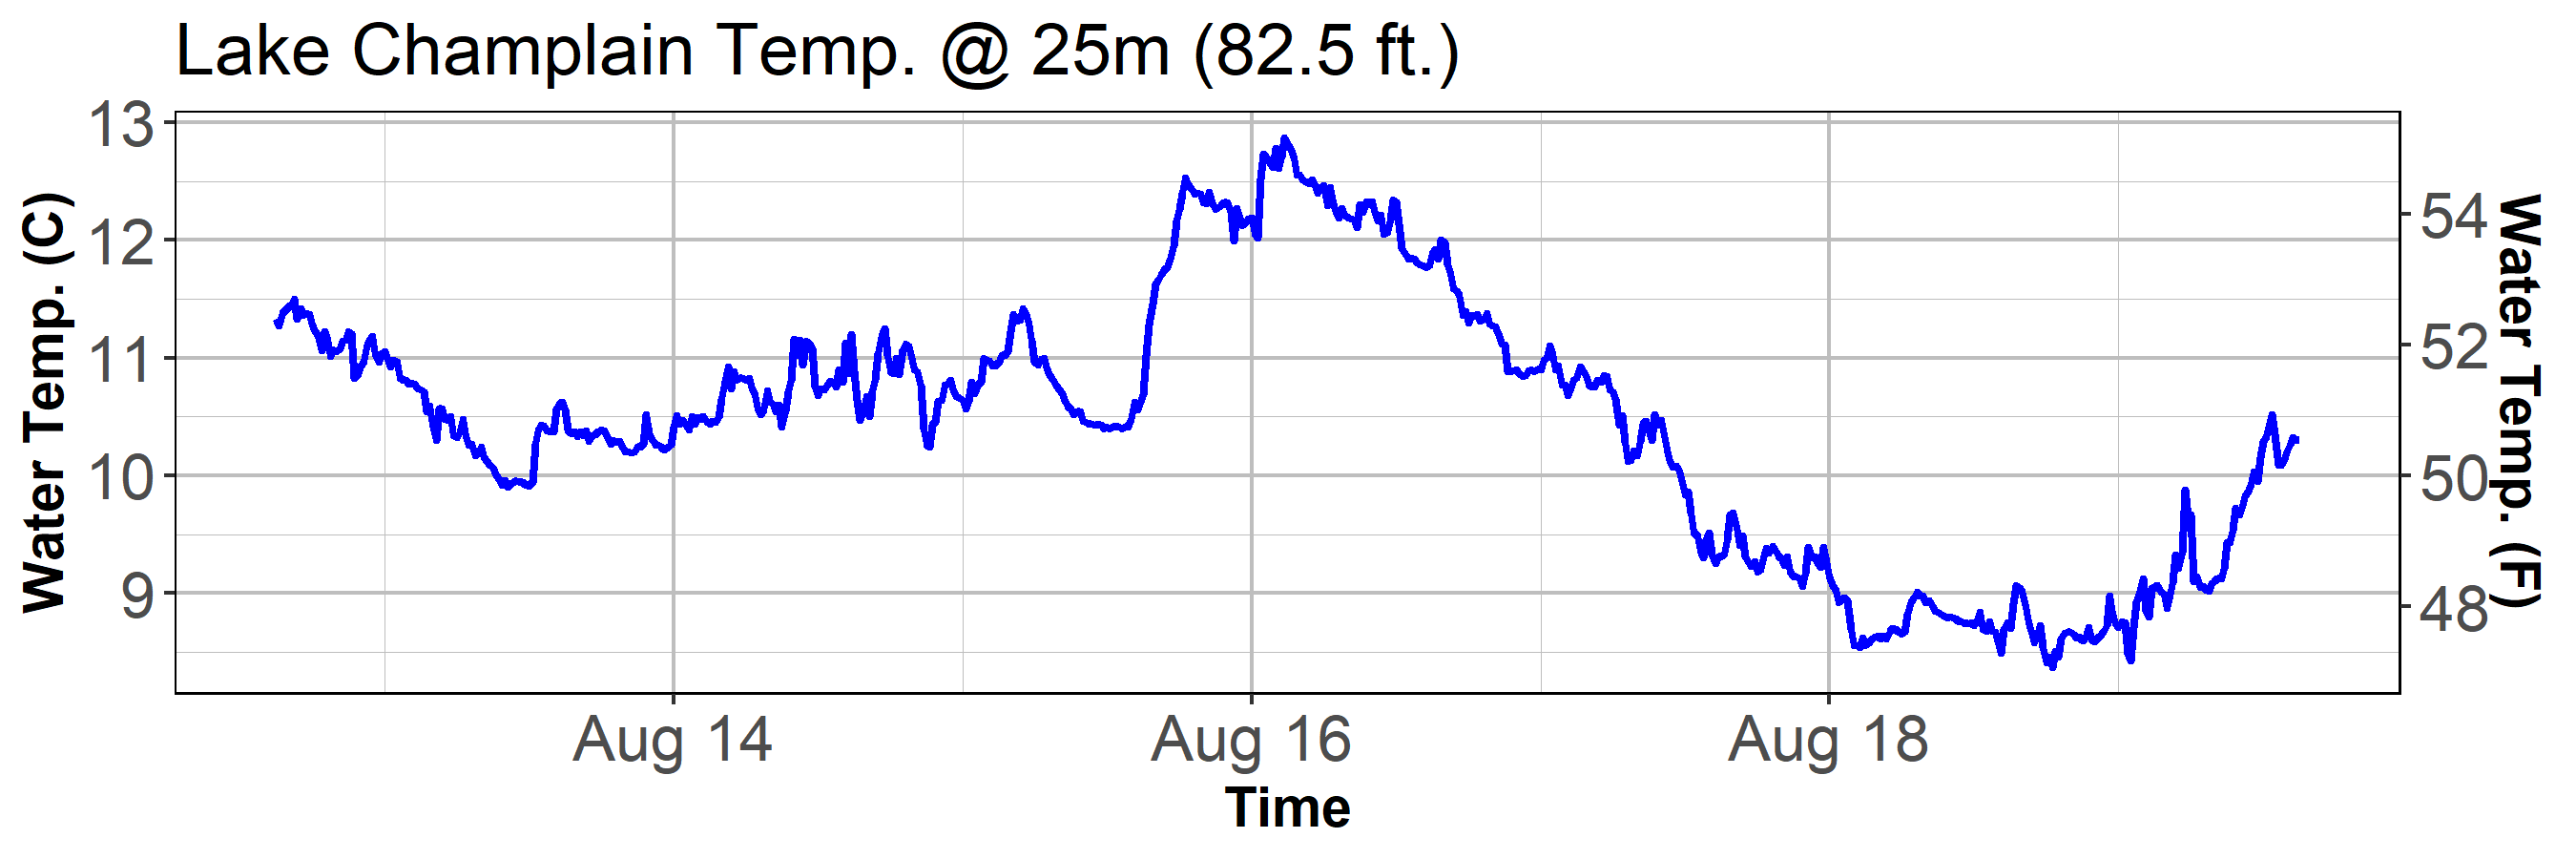 Lake Champlain Temp. @ 25m (82.5 ft.)
Water Temp. (C)
13
12
11
10
9
54
52
50
48
Water Temp. (F)
Aug 14
Aug 16
Aug 18
Time